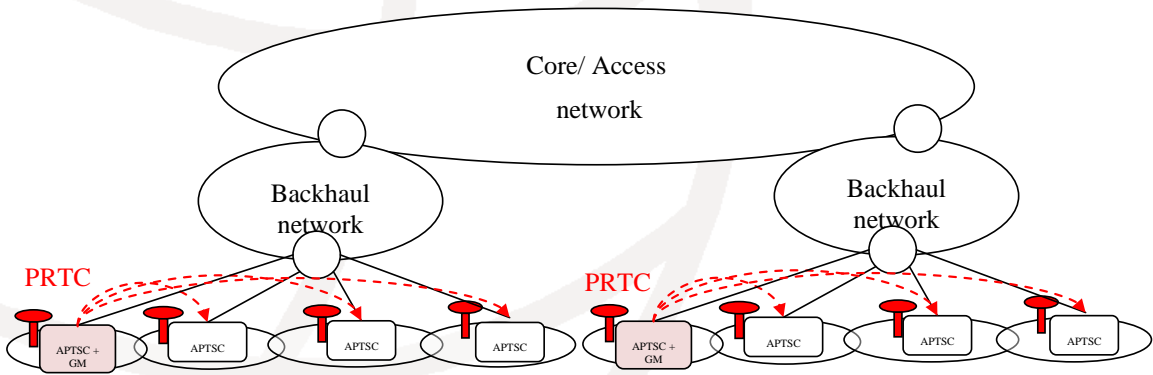 Core/ Access
network
Backhaul
network
Backhaul
network
PRTC
PRTC
APTSC +
GM
APTSC
APTSC
APTSC
APTSC +
GM
APTSC
APTSC
APTSC